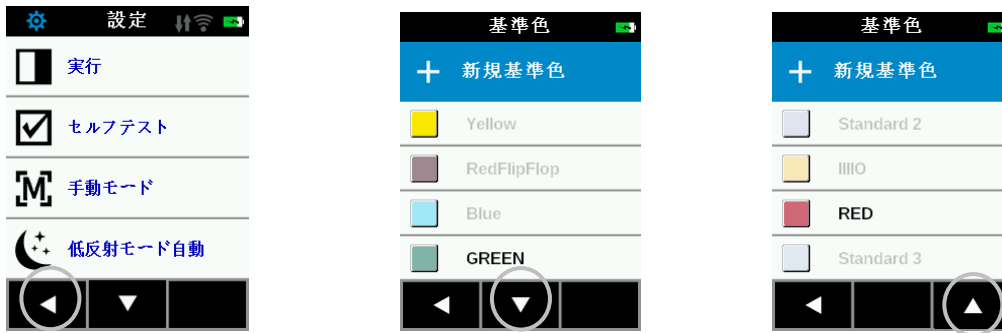 設定
実行
セルフテスト
手動モード
低反射モード自動
基準色
新規基準色
Yellow
RedFlipFlop
Blue
GREEN
基準色
新規基準色
Standard 2
IIIIO
RED
Standard 3